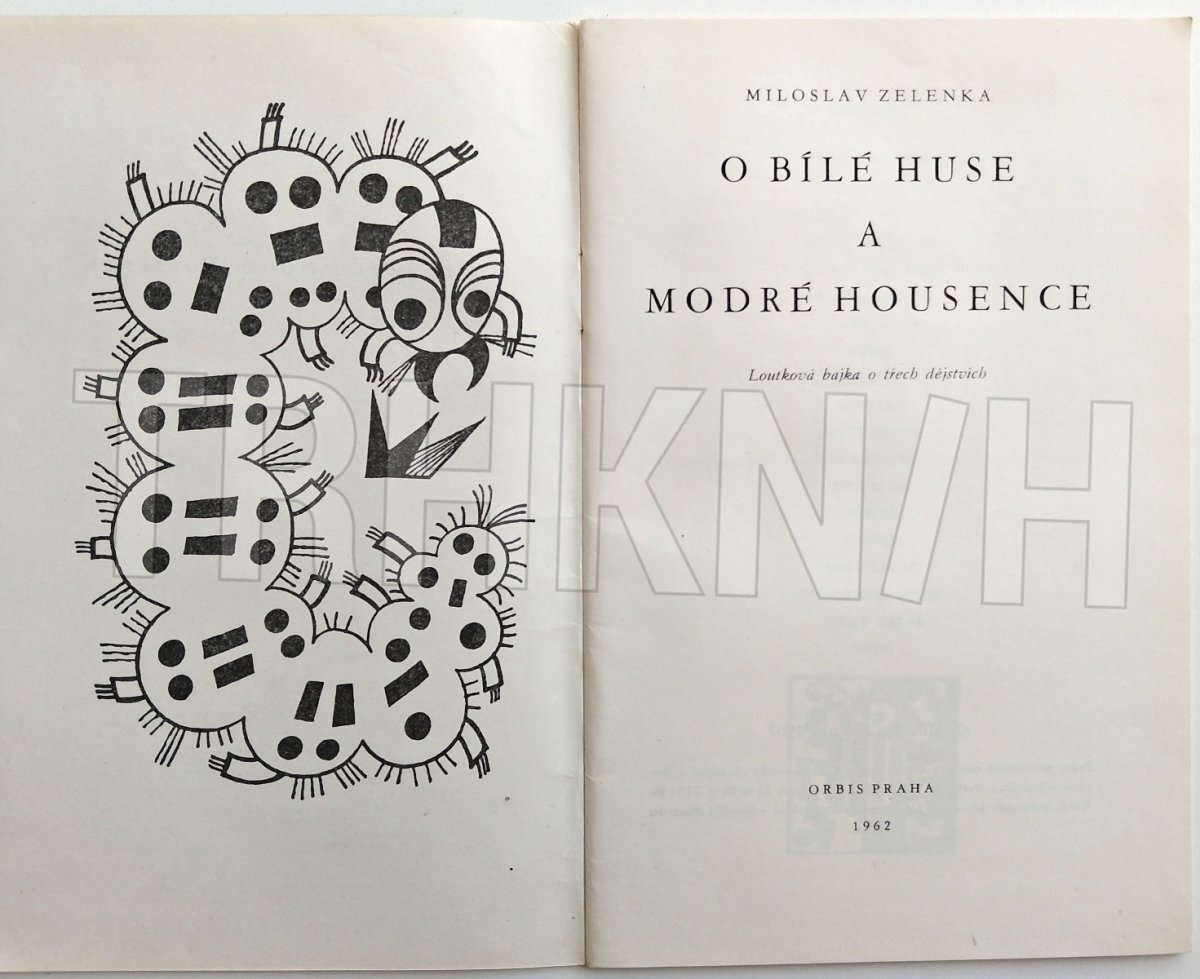 MILOSLAV ZELENKA
O BÍLÉ HUSE
A
MODRÉ HOUSENCE
Loutková bajka o třech dějstvích
TRHKNIH
ORBIS PRAHA
1962